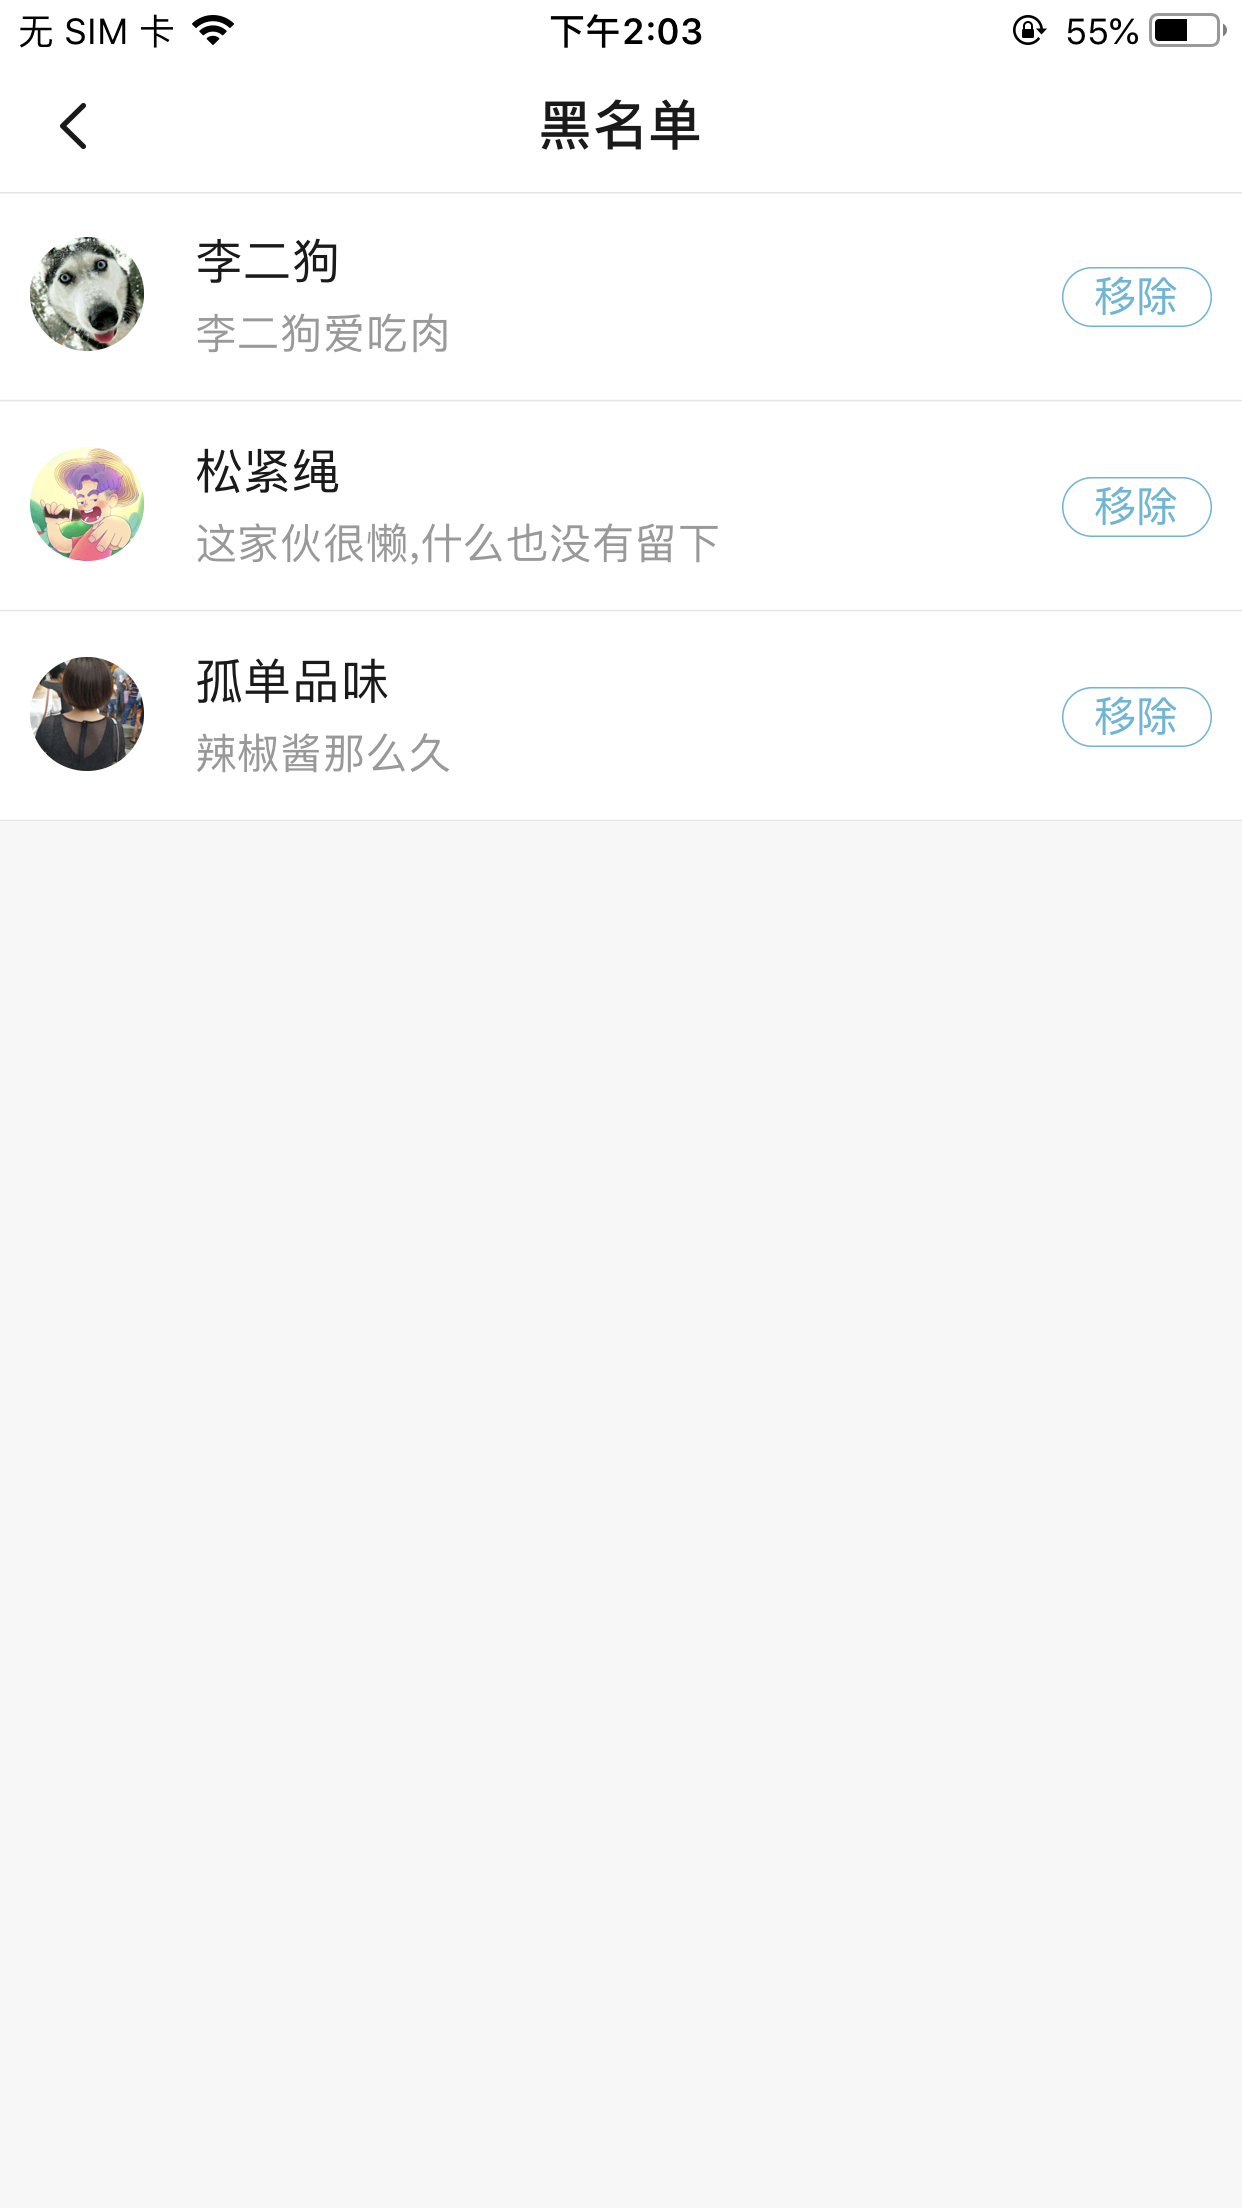 无 SIM 卡 下午2:03 55%
黑名单
李二狗
李二狗爱吃肉
移除
松紧绳
这家伙很懒,什么也没有留下
移除
孤单品味
辣椒酱那么久
移除